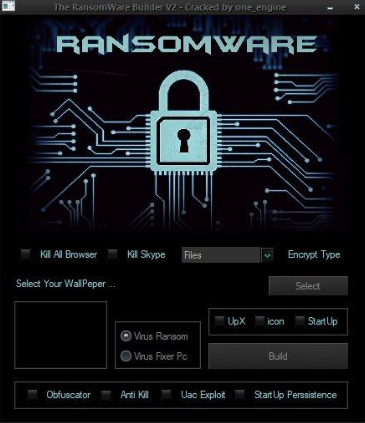 The RansomWare Builder V2 - Cracked by one_engine
RANSOMWARE
Kill All Browser Kill Skype Files Encrypt Type
Select Your WallPeper ...
Select
UpX icon StartUp
Virus Ransom
Virus Fixer Pc
Build
Obfuscator Anti Kill Uac Exploit StartUp Perssistence